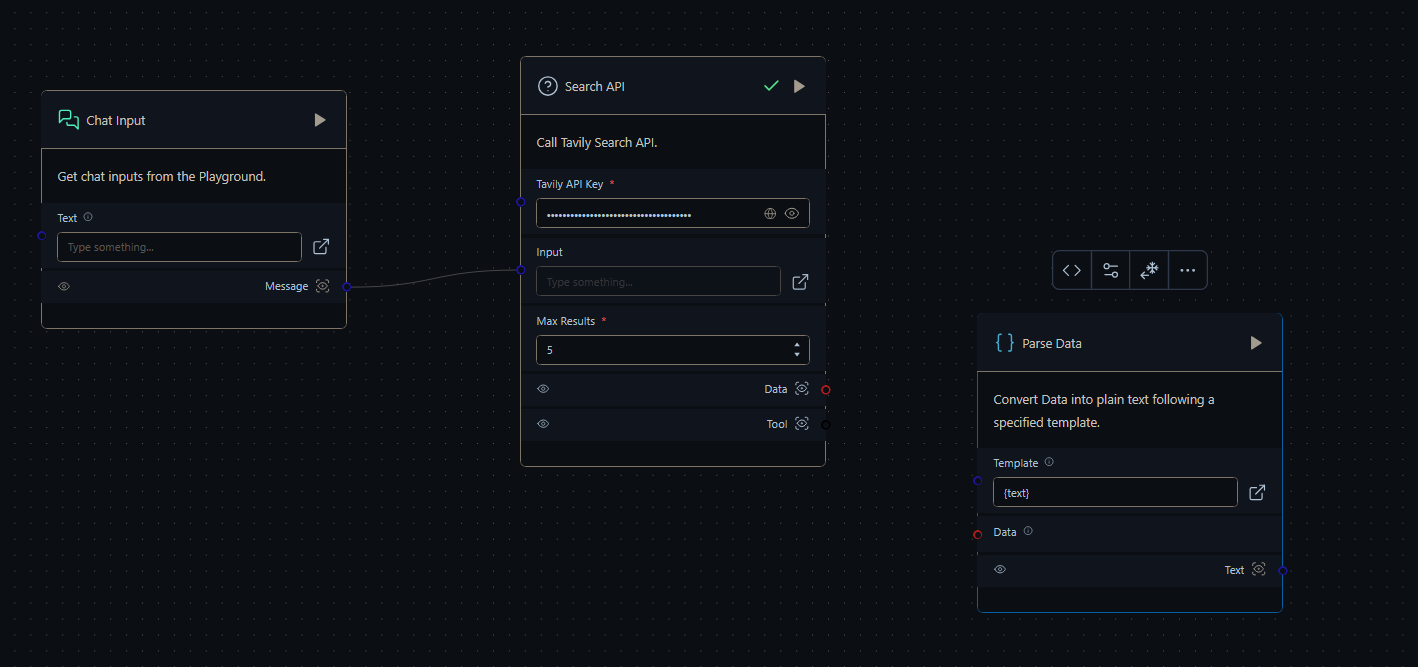 Chat Input
Get chat inputs from the Playground.
Text
Type something...
Message
Search API
Call Tavily Search API.
Tavily API Key *
••••••••••••••••••••••••••••••••••••••
Input
Type something...
Max Results *
5
Data
Tool
Parse Data
Convert Data into plain text following a
specified template.
Template
{text}
Data
Text